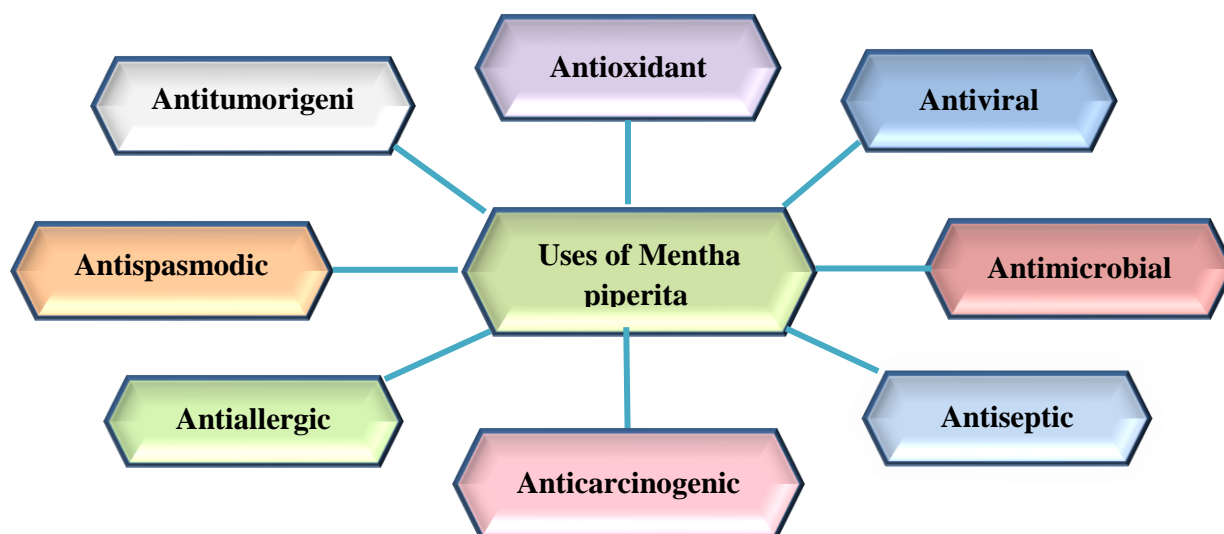 Antioxidant
Antitumorigeni
Antiviral
Antispasmodic
Uses of Mentha
piperita
Antimicrobial
Antiallergic
Antiseptic
Anticarcinogenic